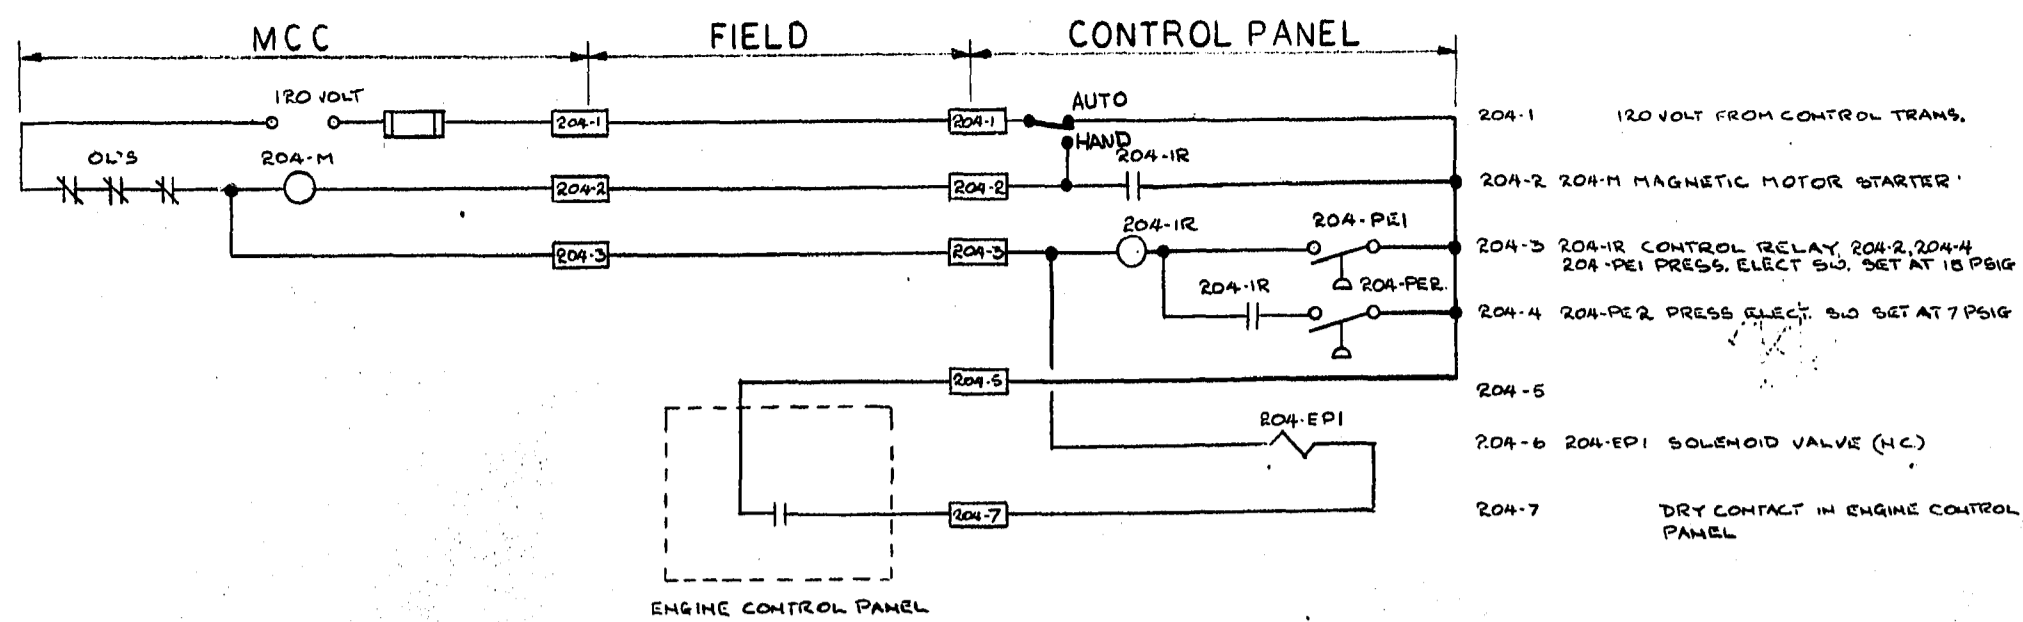 MCC
FIELD
CONTROL PANEL
120 VOLT
204-1
204-1
AUTO
204-1 120 VOLT FROM CONTROL TRANS.
HAND
OL'S
204-M
204-2
204-2
204-1R
204-2 204-M MAGNETIC MOTOR STARTER
204-3
204-3
204-1R
204-PE1
204-3 204-1R CONTROL RELAY, 204-2, 204-4
204-PE1 PRESS. ELECT SW. SET AT 18 PSIG
204-1R
204-PE2
204-4 204-PE2 PRESS ELECT. SW SET AT 7 PSIG
204-5
204-5
204-EP1
204-6 204-EP1 SOLENOID VALVE (N.C.)
204-7
204-7 DRY CONTACT IN ENGINE CONTROL
PANEL
ENGINE CONTROL PANEL